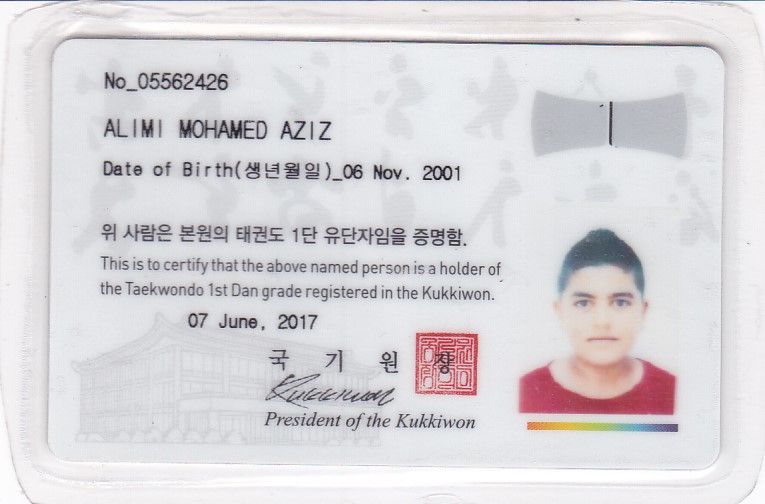 No_05562426
ALIMI MOHAMED AZIZ
Date of Birth(생년월일)_06 Nov. 2001
위 사람은 본원의 태권도 1단 유단자임을 증명함.
This is to certify that the above named person is a holder of
the Taekwondo 1st Dan grade registered in the Kukkiwon.
07 June, 2017
국 기 원 장
Kukkiwon
President of the Kukkiwon